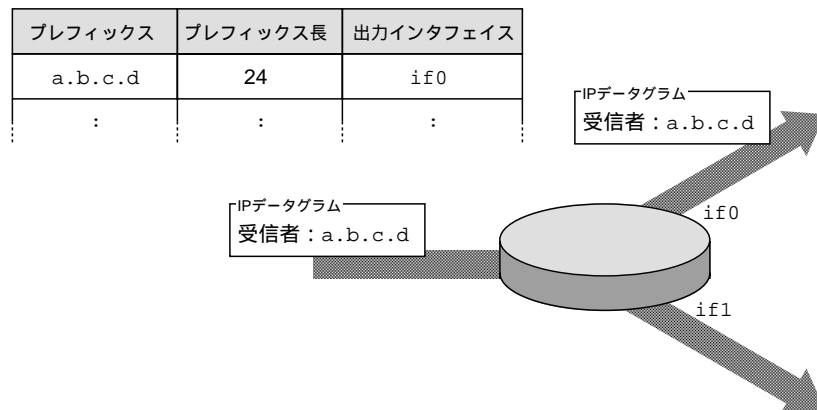 プレフィックス プレフィックス長 出力インタフェイス
a.b.c.d 24 if0
: : :
IPデータグラム
受信者：a.b.c.d
IPデータグラム
受信者：a.b.c.d
if0
if1